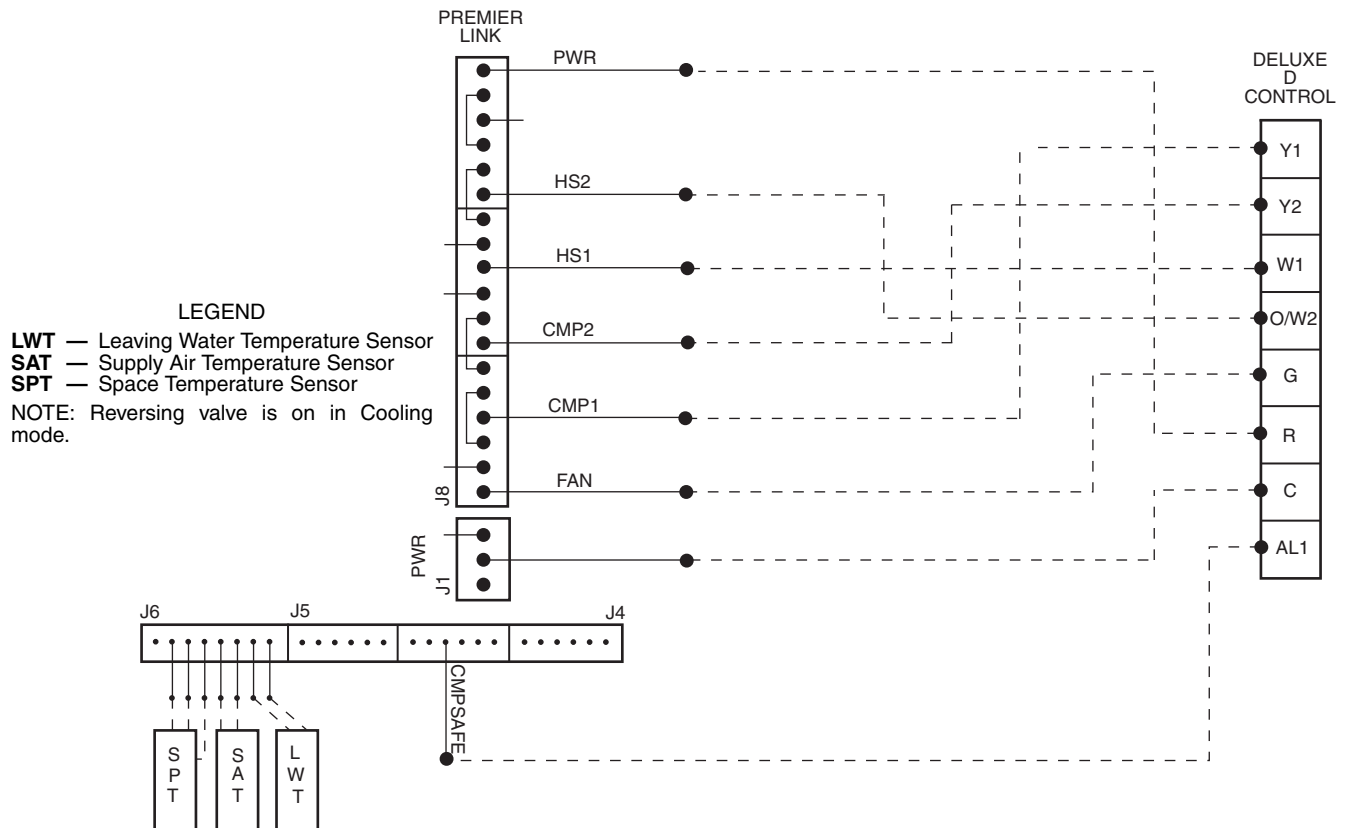 PREMIER
LINK
PWR
HS2
HS1
CMP2
CMP1
FAN
J8
PWR
J1
DELUXE
D
CONTROL
Y1
Y2
W1
O/W2
G
R
C
AL1
LEGEND
LWT — Leaving Water Temperature Sensor
SAT — Supply Air Temperature Sensor
SPT — Space Temperature Sensor
NOTE: Reversing valve is on in Cooling
mode.
J6
J5
J4
CMPSAFE
SPT
SAT
LWT